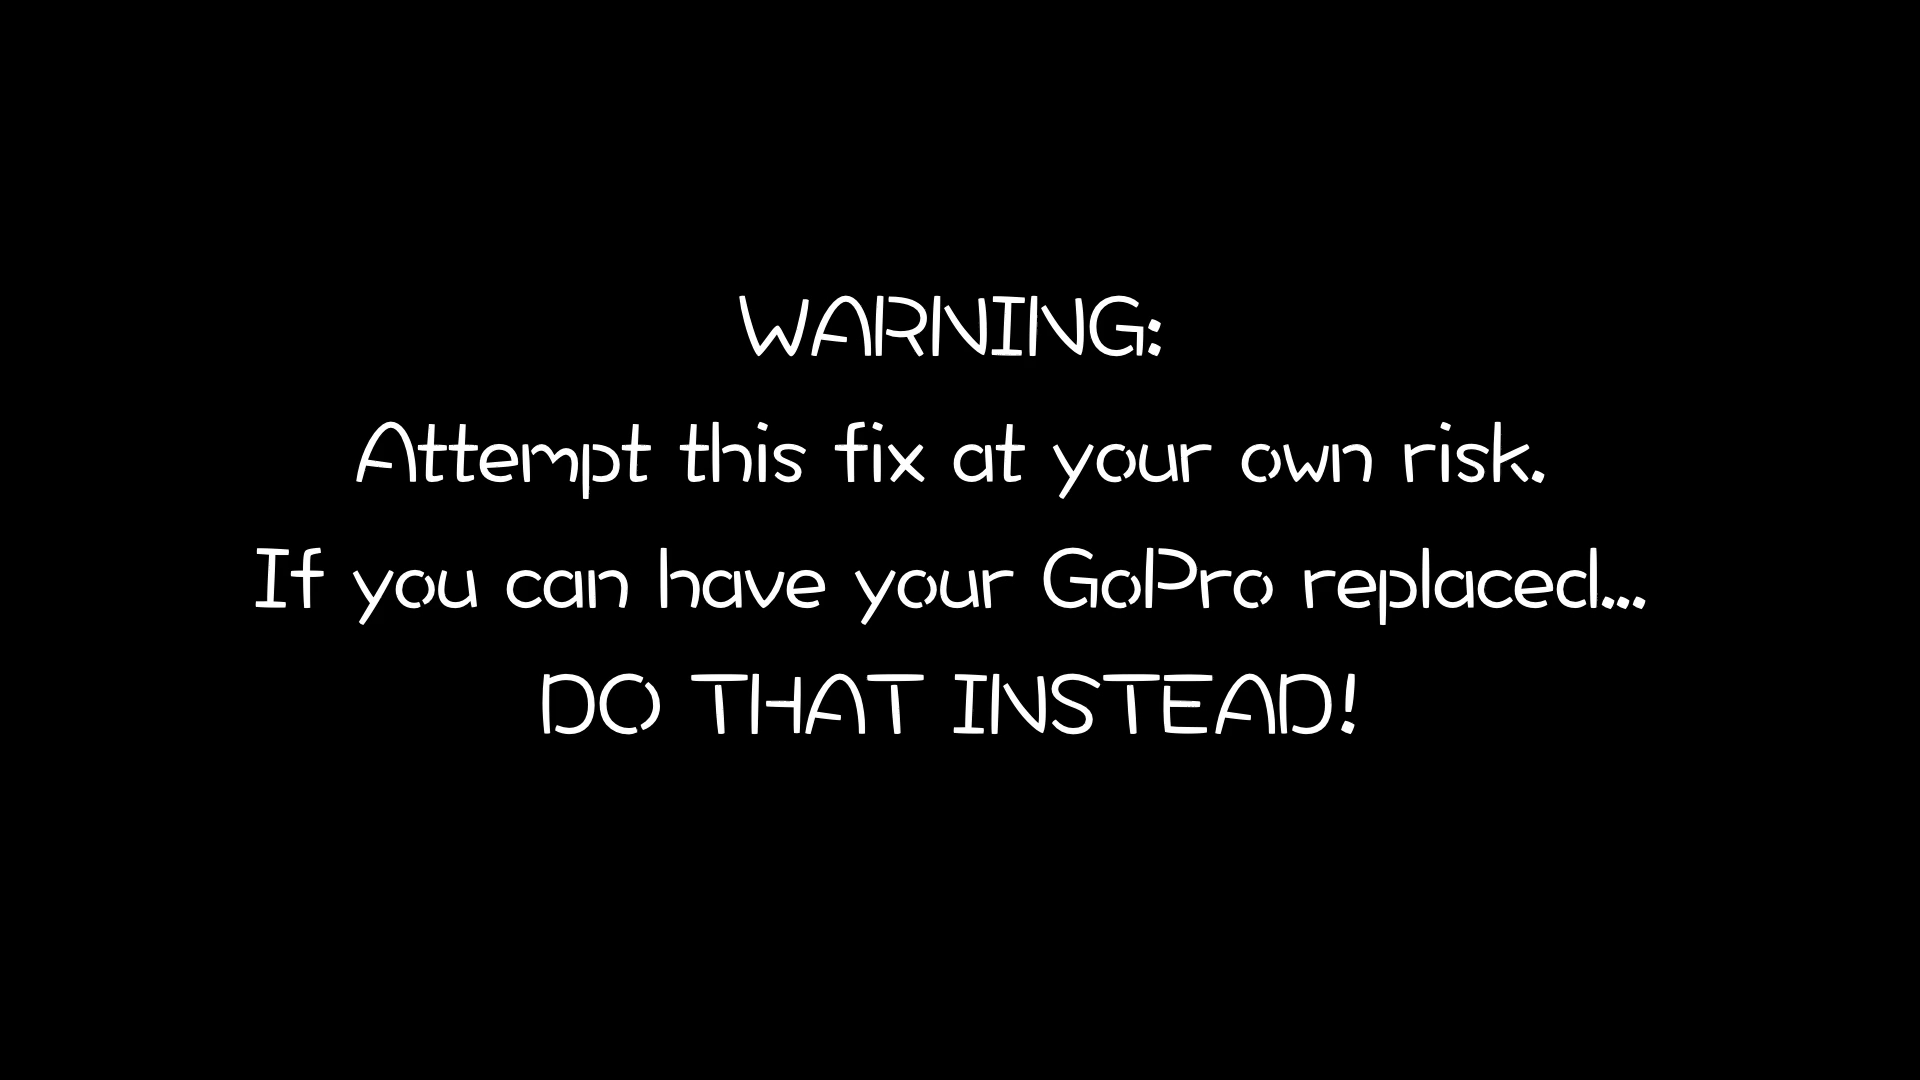 WARNING:
Attempt this fix at your own risk.
If you can have your GoPro replaced...
DO THAT INSTEAD!